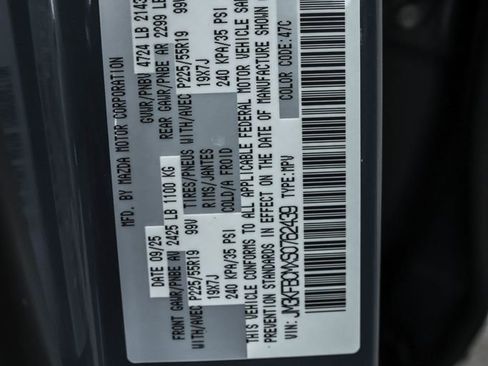 MFD. BY MAZDA MOTOR CORPORATION
DATE 09/25 GVWR/PNBV 4724 LB 2143
FRONT GAWR/PNBE AV 2425 LB 1100 KG REAR GAWR/PNBE AR 2299 LB
WITH/AVEC P225/55R19 99V TIRES/PNEUS WITH/AVEC P225/55R19 99V
19X7J RIMS/JANTES 19X7J
240 KPA/35 PSI COLD/A FROID 240 KPA/35 PSI
THIS VEHICLE CONFORMS TO ALL APPLICABLE FEDERAL MOTOR VEHICLE SAFETY
PREVENTION STANDARDS IN EFFECT ON THE DATE OF MANUFACTURE SHOWN
VIN: JM3KFBCMXS0762439 TYPE: MPV COLOR CODE: 47C